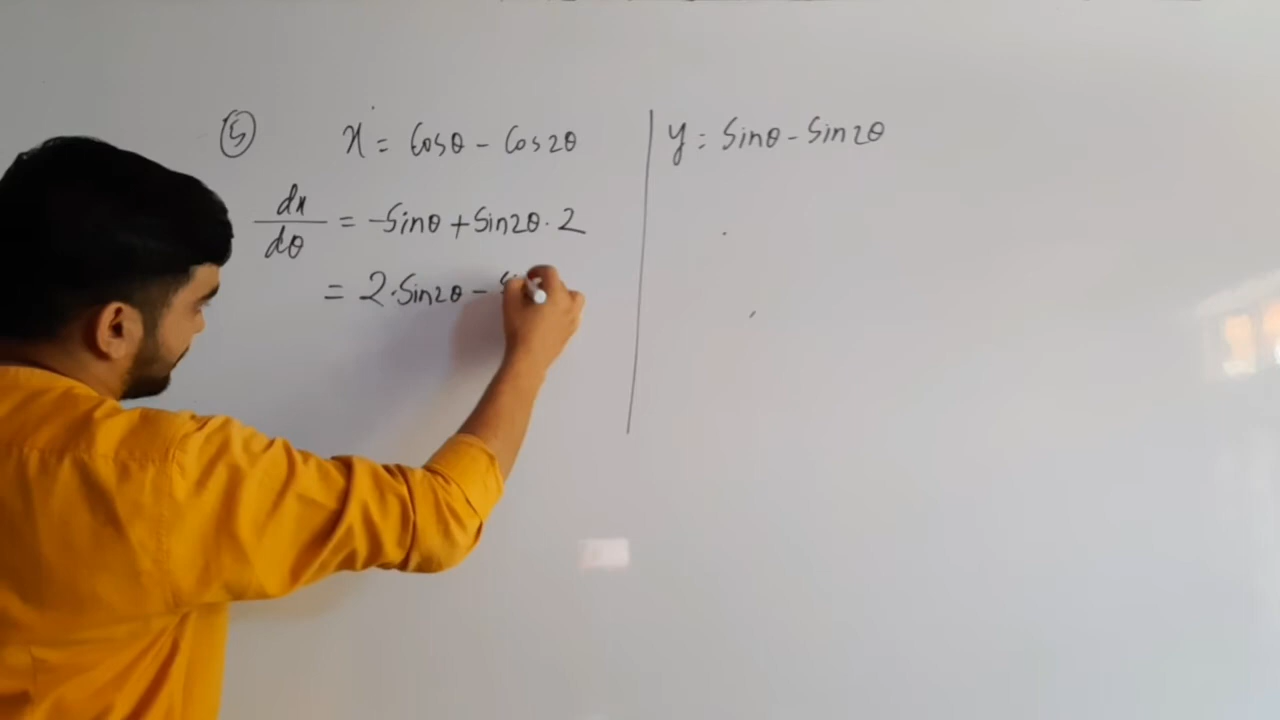 ⑤ x = Cosθ - Cos2θ
dx/dθ = -Sinθ + Sin2θ · 2
= 2·Sin2θ -
y = Sinθ - Sin2θ